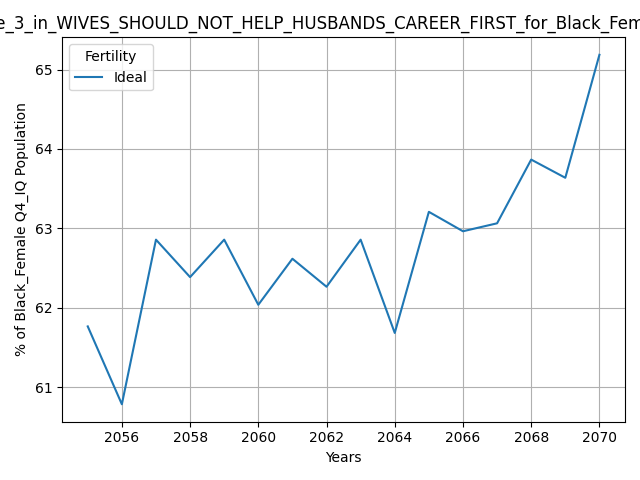 e_3_in_WIVES_SHOULD_NOT_HELP_HUSBANDS_CAREER_FIRST_for_Black_Fem
Fertility
Ideal
65
64
63
62
61
% of Black_Female Q4_IQ Population
2056 2058 2060 2062 2064 2066 2068 2070
Years